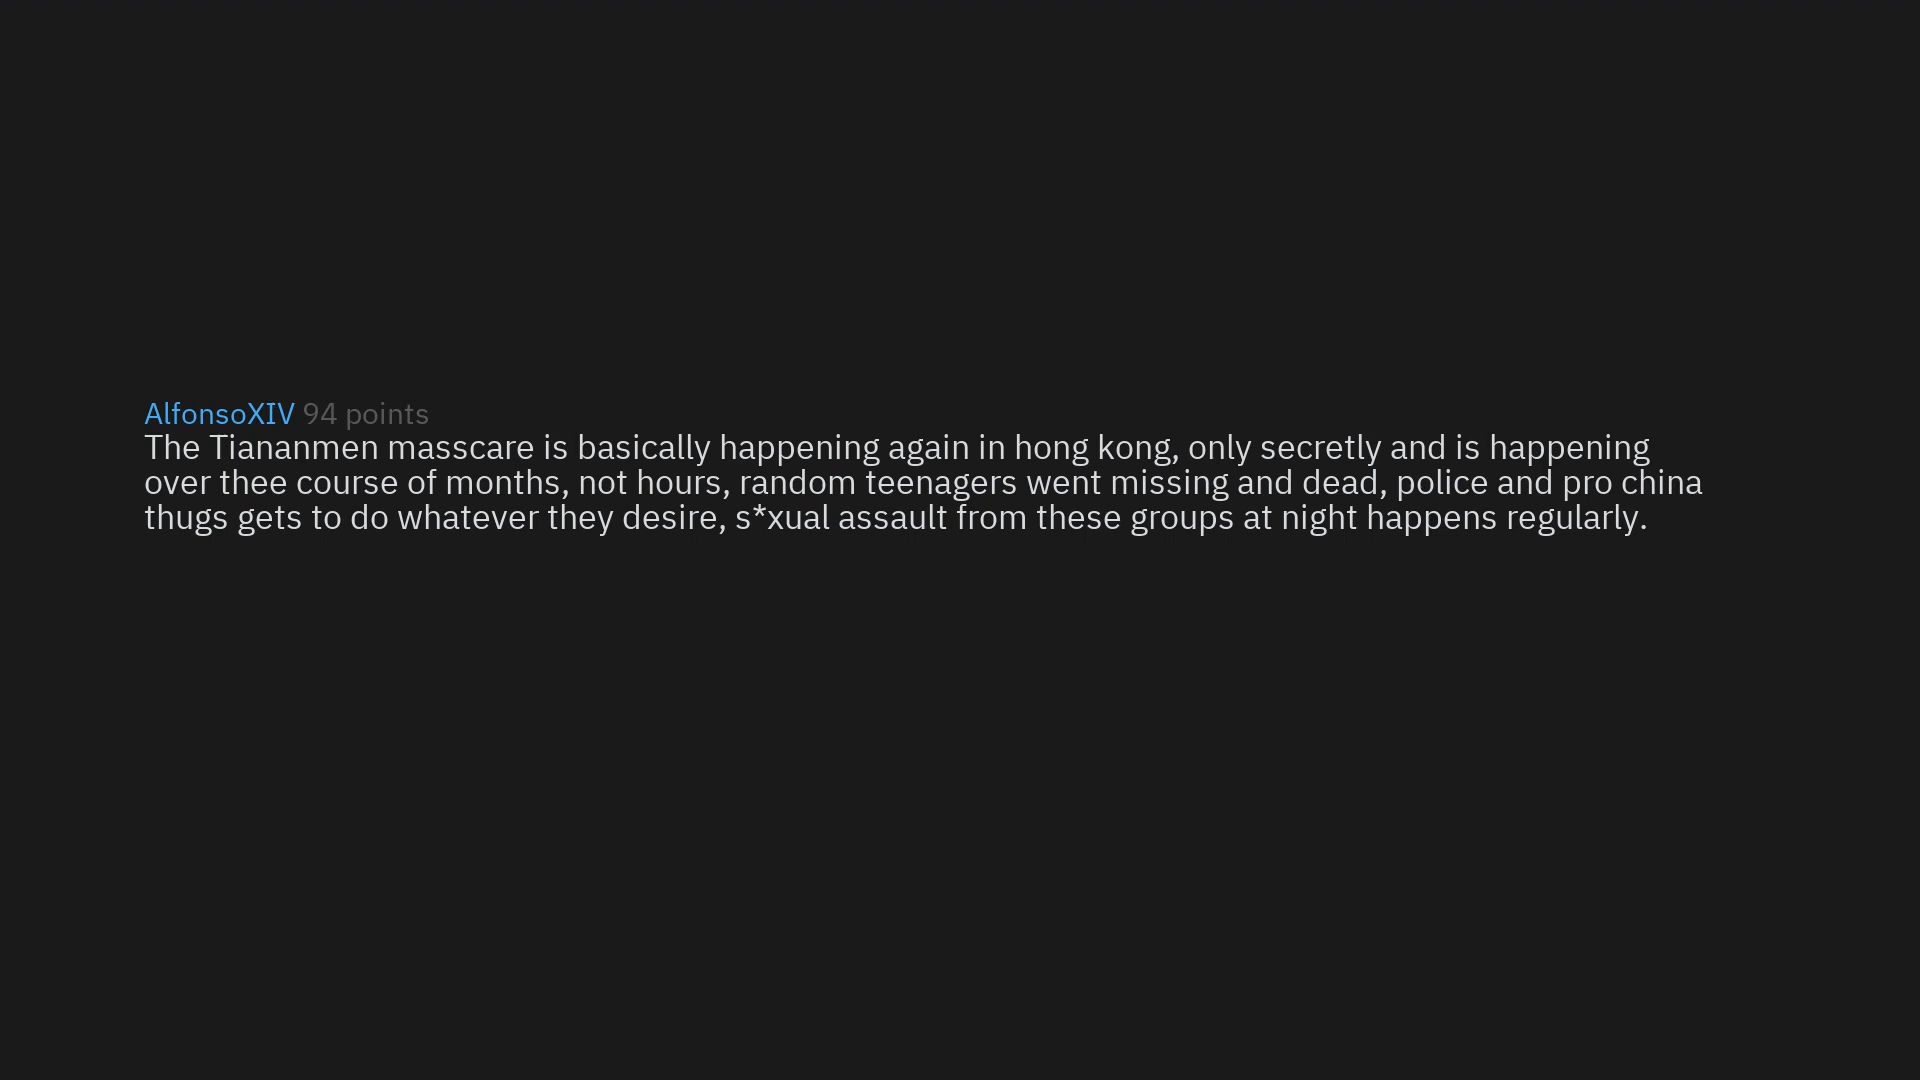 AlfonsoXIV 94 points
The Tiananmen masscare is basically happening again in hong kong, only secretly and is happening
over thee course of months, not hours, random teenagers went missing and dead, police and pro china
thugs gets to do whatever they desire, s*xual assault from these groups at night happens regularly.